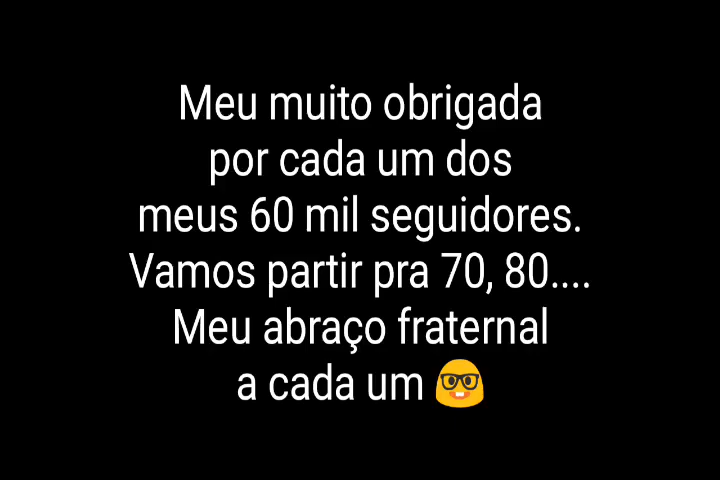 Meu muito obrigada
por cada um dos
meus 60 mil seguidores.
Vamos partir pra 70, 80....
Meu abraço fraternal
a cada um 🤓